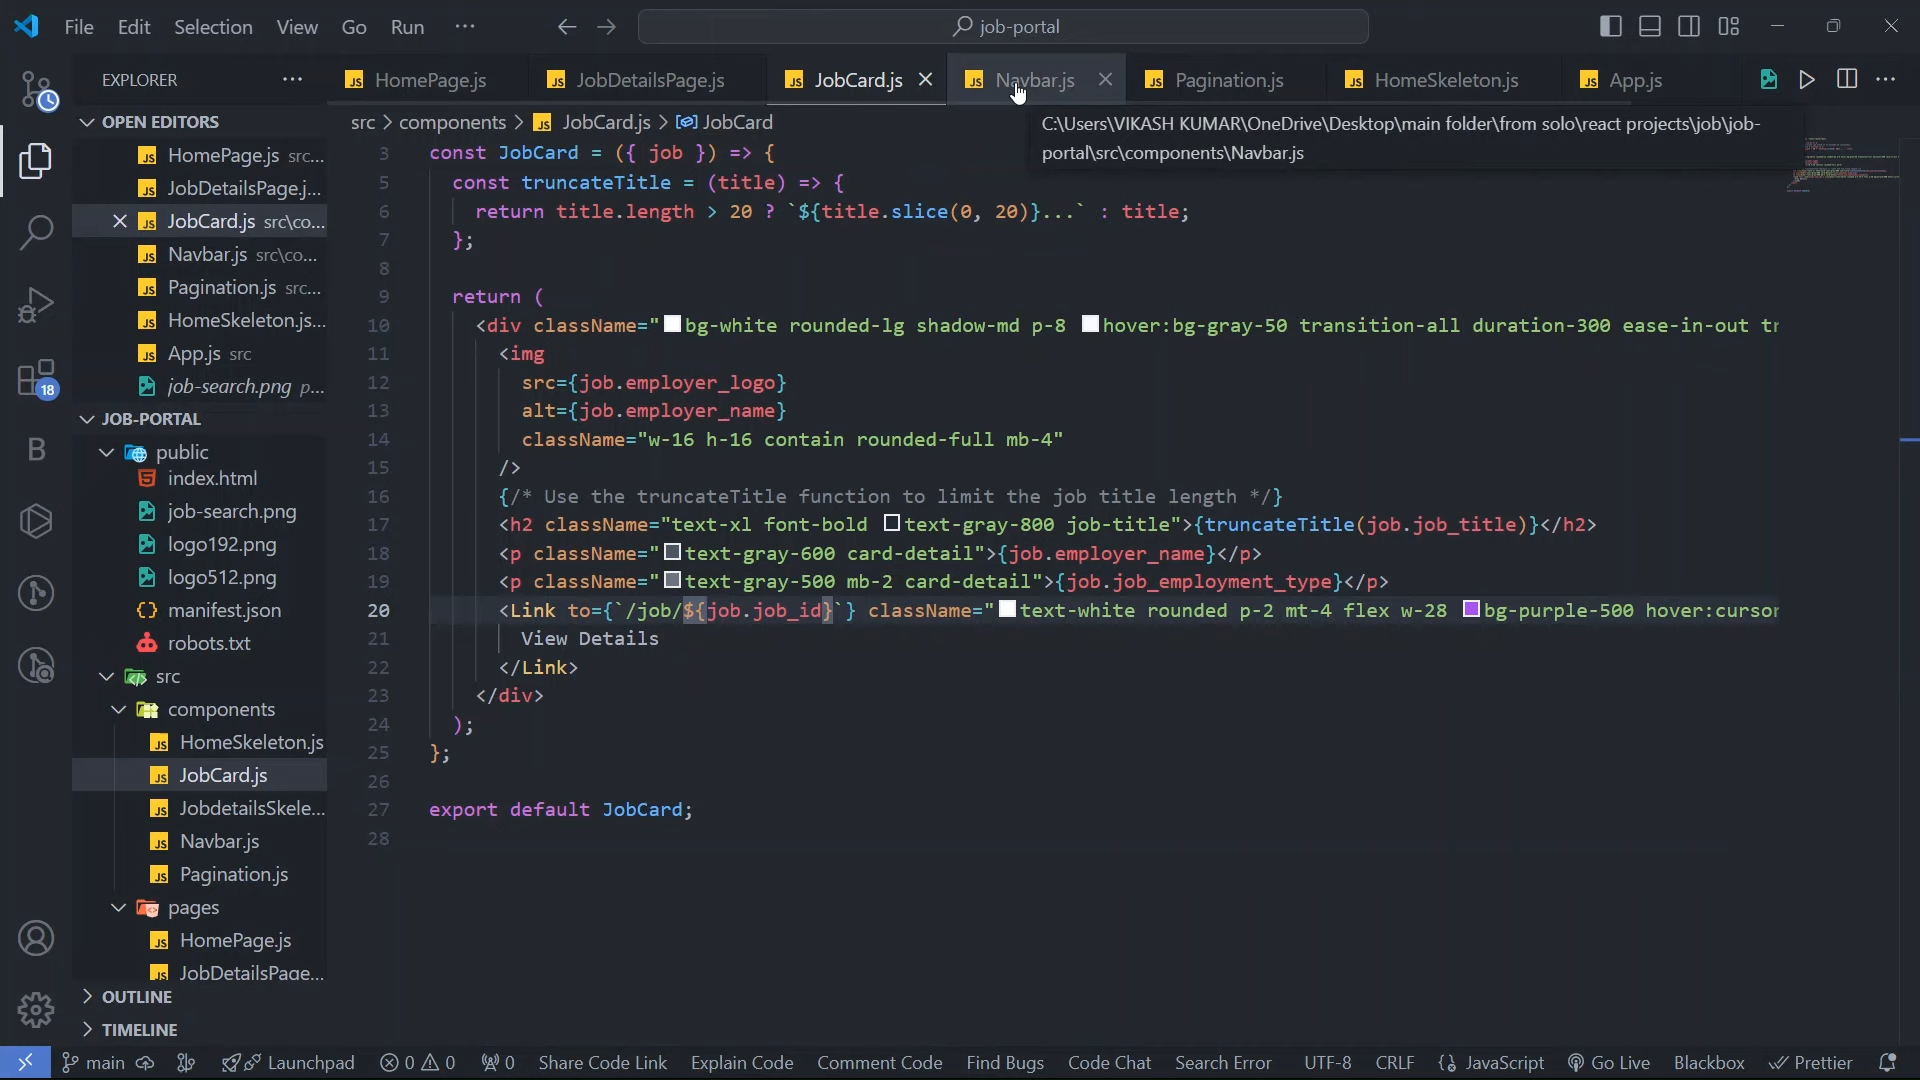 File Edit Selection View Go Run ··· job-portal
EXPLORER ···
HomePage.js JobDetailsPage.js JobCard.js Navbar.js Pagination.js HomeSkeleton.js App.js
src > components > JobCard.js > JobCard
C:\Users\VIKASH KUMAR\OneDrive\Desktop\main folder\from solo\react projects\job\job-
portal\src\components\Navbar.js
OPEN EDITORS
HomePage.js src...
JobDetailsPage.j...
JobCard.js src\co...
Navbar.js src\co...
Pagination.js src...
HomeSkeleton.js...
App.js src
job-search.png p...
JOB-PORTAL
public
index.html
job-search.png
logo192.png
logo512.png
manifest.json
robots.txt
src
components
HomeSkeleton.js
JobCard.js
JobdetailsSkele...
Navbar.js
Pagination.js
pages
HomePage.js
JobDetailsPage...
OUTLINE
TIMELINE
18
3 const JobCard = ({ job }) => {
5 const truncateTitle = (title) => {
6 return title.length > 20 ? `${title.slice(0, 20)}...` : title;
7 };
8
9 return (
10 <div className="bg-white rounded-lg shadow-md p-8 hover:bg-gray-50 transition-all duration-300 ease-in-out tr
11 <img
12 src={job.employer_logo}
13 alt={job.employer_name}
14 className="w-16 h-16 contain rounded-full mb-4"
15 />
16 {/* Use the truncateTitle function to limit the job title length */}
17 <h2 className="text-xl font-bold text-gray-800 job-title">{truncateTitle(job.job_title)}</h2>
18 <p className="text-gray-600 card-detail">{job.employer_name}</p>
19 <p className="text-gray-500 mb-2 card-detail">{job.job_employment_type}</p>
20 <Link to={`/job/${job.job_id}`} className="text-white rounded p-2 mt-4 flex w-28 bg-purple-500 hover:cursor
21 View Details
22 </Link>
23 </div>
24 );
25 };
26
27 export default JobCard;
28
main Launchpad 0 0 0 Share Code Link Explain Code Comment Code Find Bugs Code Chat Search Error UTF-8 CRLF {} JavaScript Go Live Blackbox Prettier